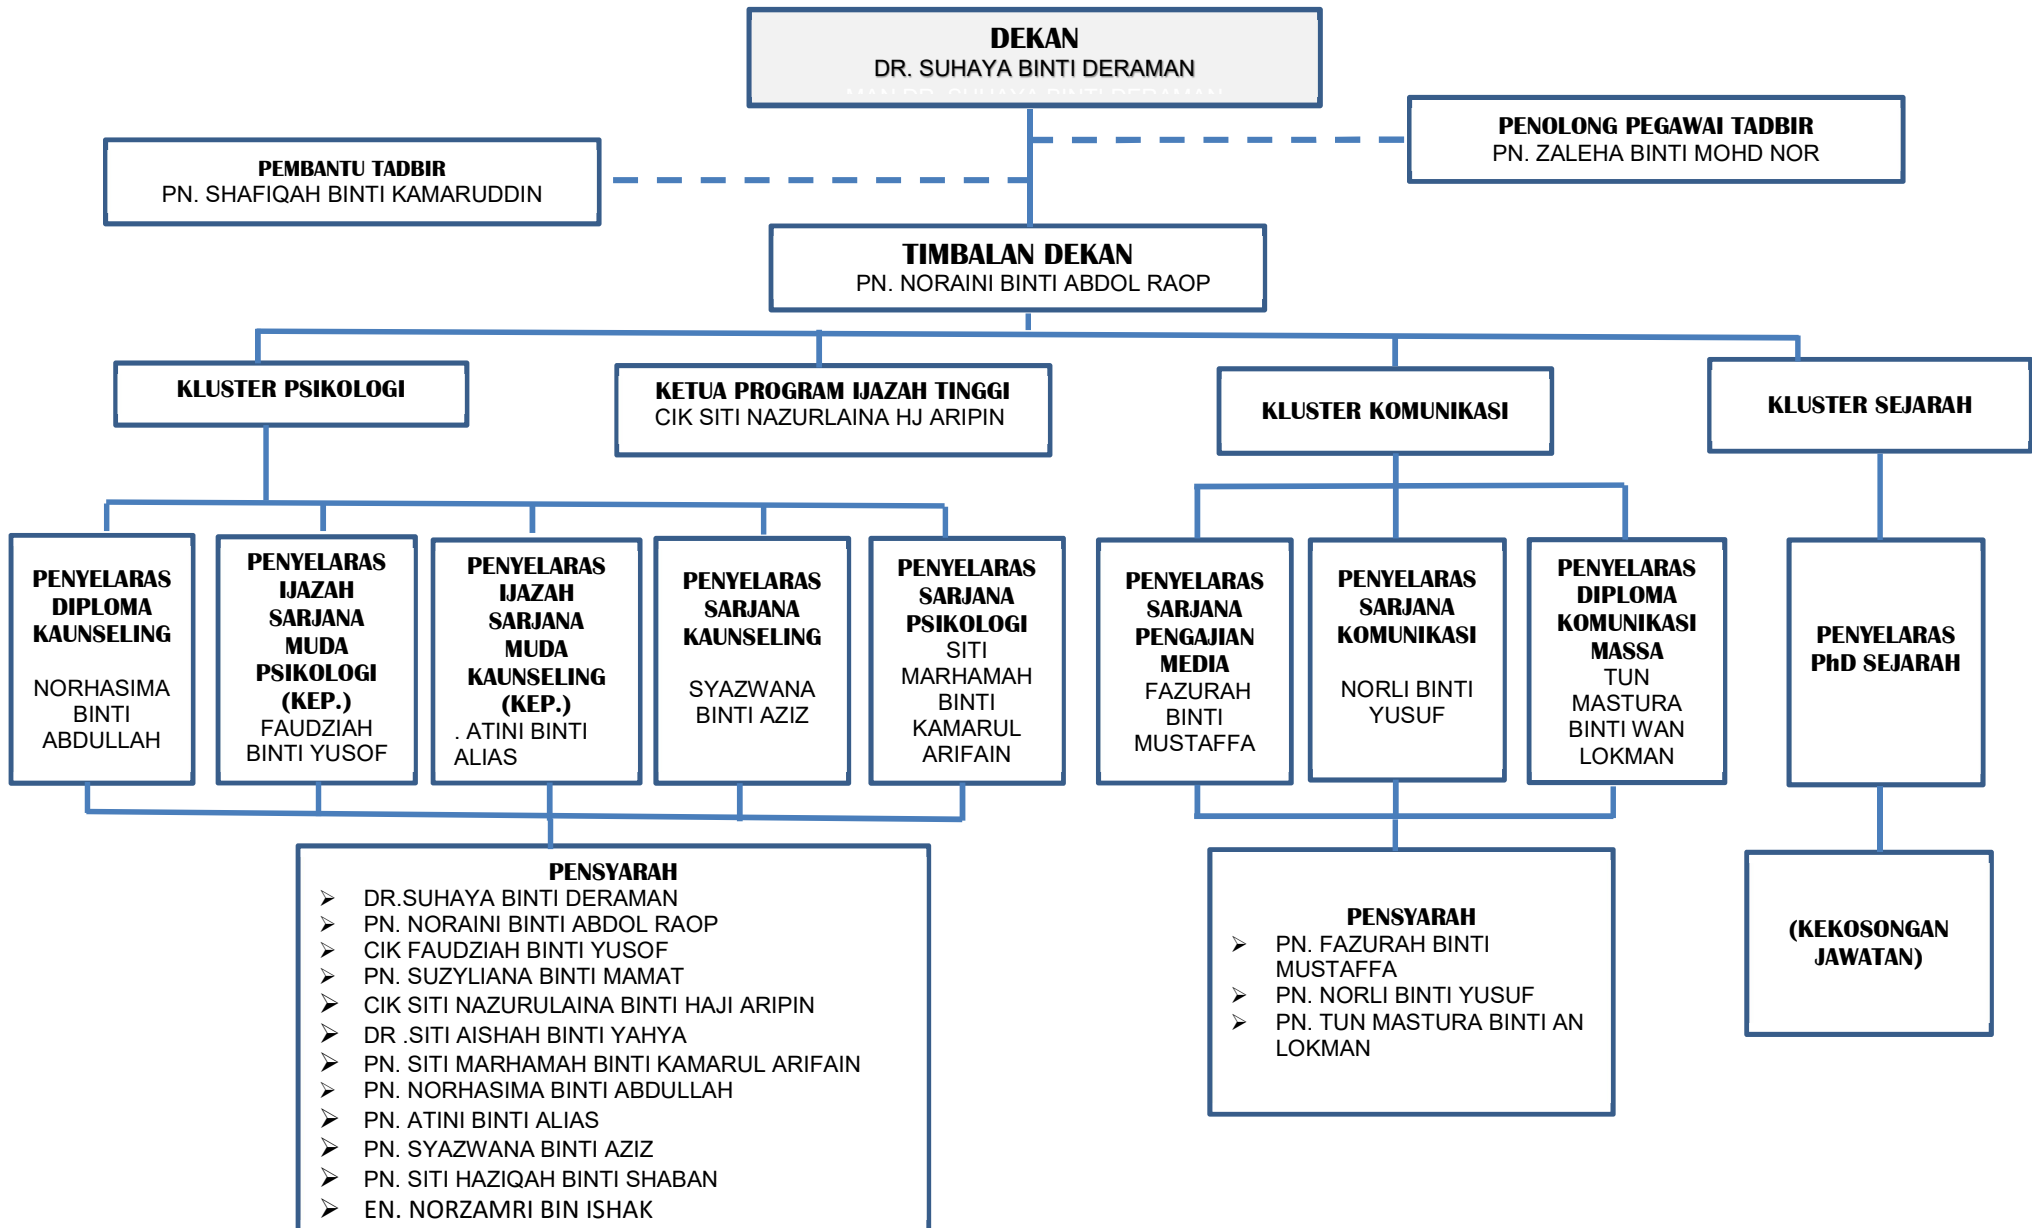 DEKAN
DR. SUHAYA BINTI DERAMAN
MAN DR. SUHAYA BINTI DERAMAN
PENOLONG PEGAWAI TADBIR
PN. ZALEHA BINTI MOHD NOR
PEMBANTU TADBIR
PN. SHAFIQAH BINTI KAMARUDDIN
TIMBALAN DEKAN
PN. NORAINI BINTI ABDOL RAOP
KLUSTER PSIKOLOGI
KETUA PROGRAM IJAZAH TINGGI
CIK SITI NAZURLAINA HJ ARIPIN
KLUSTER KOMUNIKASI
KLUSTER SEJARAH
PENYELARAS
DIPLOMA
KAUNSELING
NORHASIMA
BINTI
ABDULLAH
PENYELARAS
IJAZAH
SARJANA
MUDA
PSIKOLOGI
(KEP.)
FAUDZIAH
BINTI YUSOF
PENYELARAS
IJAZAH
SARJANA
MUDA
KAUNSELING
(KEP.)
. ATINI BINTI
ALIAS
PENYELARAS
SARJANA
KAUNSELING
SYAZWANA
BINTI AZIZ
PENYELARAS
SARJANA
PSIKOLOGI
SITI
MARHAMAH
BINTI
KAMARUL
ARIFAIN
PENYELARAS
SARJANA
PENGAJIAN
MEDIA
FAZURAH
BINTI
MUSTAFFA
PENYELARAS
SARJANA
KOMUNIKASI
NORLI BINTI
YUSUF
PENYELARAS
DIPLOMA
KOMUNIKASI
MASSA
TUN
MASTURA
BINTI WAN
LOKMAN
PENYELARAS
PhD SEJARAH
PENSYARAH
➢ DR.SUHAYA BINTI DERAMAN
➢ PN. NORAINI BINTI ABDOL RAOP
➢ CIK FAUDZIAH BINTI YUSOF
➢ PN. SUZYLIANA BINTI MAMAT
➢ CIK SITI NAZURULAINA BINTI HAJI ARIPIN
➢ DR .SITI AISHAH BINTI YAHYA
➢ PN. SITI MARHAMAH BINTI KAMARUL ARIFAIN
➢ PN. NORHASIMA BINTI ABDULLAH
➢ PN. ATINI BINTI ALIAS
➢ PN. SYAZWANA BINTI AZIZ
➢ PN. SITI HAZIQAH BINTI SHABAN
➢ EN. NORZAMRI BIN ISHAK
PENSYARAH
➢ PN. FAZURAH BINTI
MUSTAFFA
➢ PN. NORLI BINTI YUSUF
➢ PN. TUN MASTURA BINTI AN
LOKMAN
(KEKOSONGAN
JAWATAN)